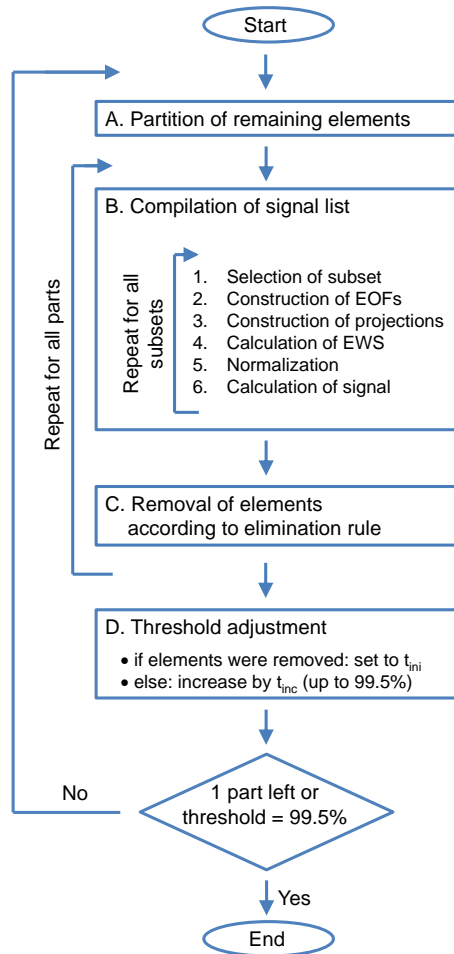 Start
A. Partition of remaining elements
B. Compilation of signal list
Repeat for all parts
Repeat for all
subsets
1. Selection of subset
2. Construction of EOFs
3. Construction of projections
4. Calculation of EWS
5. Normalization
6. Calculation of signal
C. Removal of elements
according to elimination rule
D. Threshold adjustment
• if elements were removed: set to t_ini
• else: increase by t_inc (up to 99.5%)
No
1 part left or
threshold = 99.5%
Yes
End